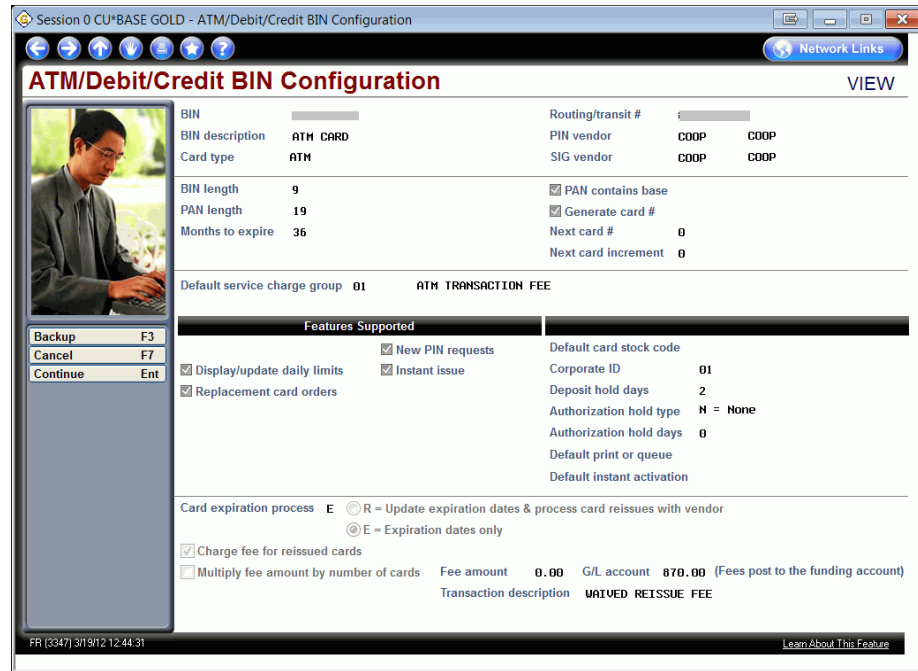 Session 0 CU*BASE GOLD - ATM/Debit/Credit BIN Configuration
Network Links
ATM/Debit/Credit BIN Configuration
VIEW
BIN
Routing/transit #
BIN description ATM CARD
PIN vendor COOP COOP
Card type ATM
SIG vendor COOP COOP
BIN length 9
PAN contains base
PAN length 19
Generate card #
Months to expire 36
Next card # 0
Next card increment 0
Default service charge group 01 ATM TRANSACTION FEE
Features Supported
Backup F3
Cancel F7
Continue Ent
New PIN requests
Display/update daily limits
Instant issue
Replacement card orders
Default card stock code
Corporate ID 01
Deposit hold days 2
Authorization hold type N = None
Authorization hold days 0
Default print or queue
Default instant activation
Card expiration process E R = Update expiration dates & process card reissues with vendor
E = Expiration dates only
Charge fee for reissued cards
Multiply fee amount by number of cards Fee amount 0.00 G/L account 870.00 (Fees post to the funding account)
Transaction description WAIVED REISSUE FEE
FR (3347) 3/19/12 12:44:31
Learn About This Feature